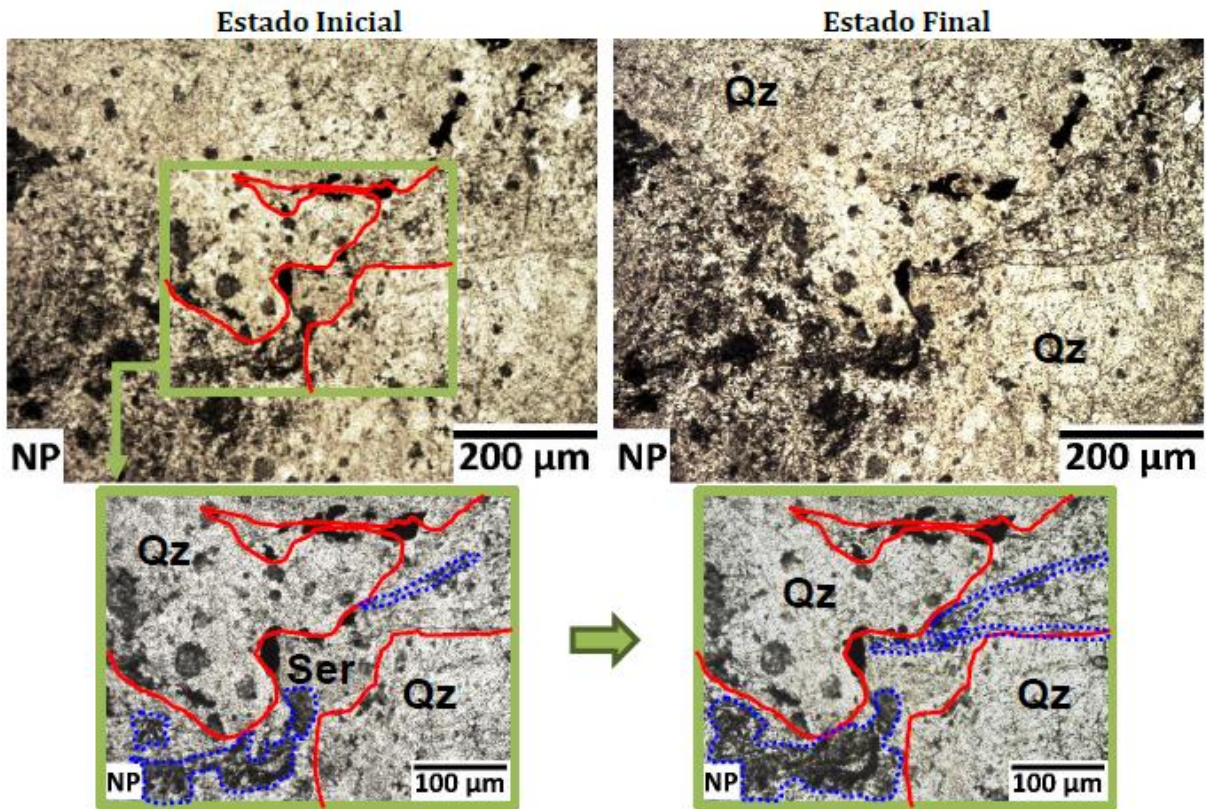 Estado Inicial
Estado Final
Qz
Qz
NP
200 µm
NP
200 µm
Qz
Ser
Qz
NP
100 µm
Qz
Qz
NP
100 µm